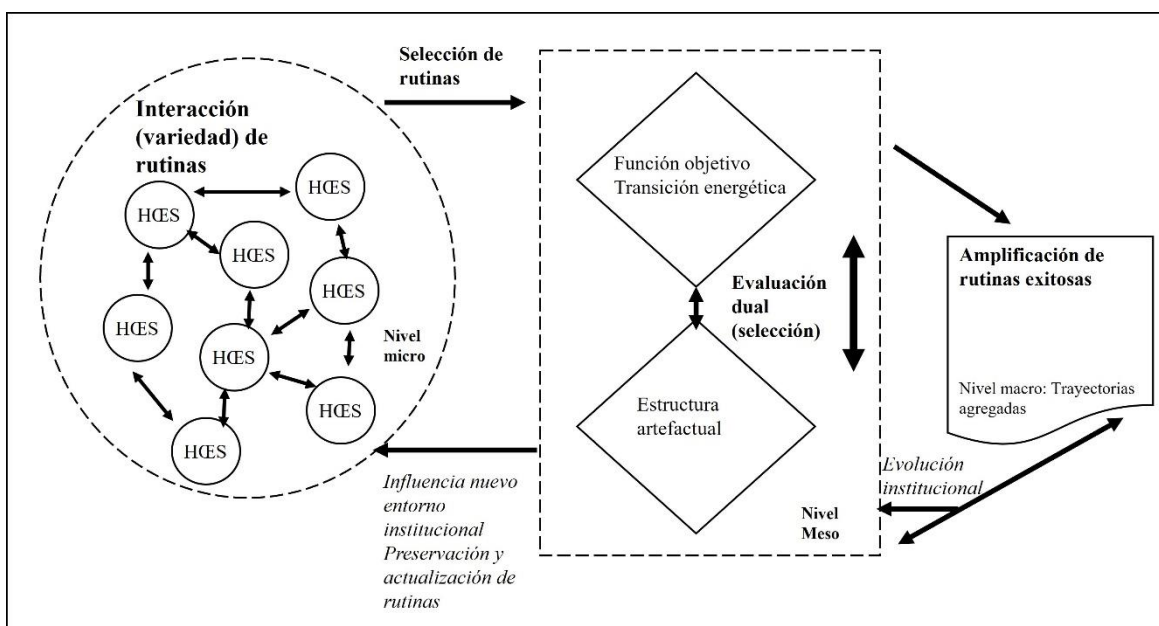 Interacción
(variedad) de
rutinas
HŒS
HŒS
HŒS
HŒS
HŒS
HŒS
HŒS
HŒS
Nivel
micro
Selección de
rutinas
Influencia nuevo
entorno
institucional
Preservación y
actualización de
rutinas
Función objetivo
Transición energética
Evaluación
dual
(selección)
Estructura
artefactual
Nivel
Meso
Amplificación de
rutinas exitosas
Nivel macro: Trayectorias
agregadas
Evolución
institucional